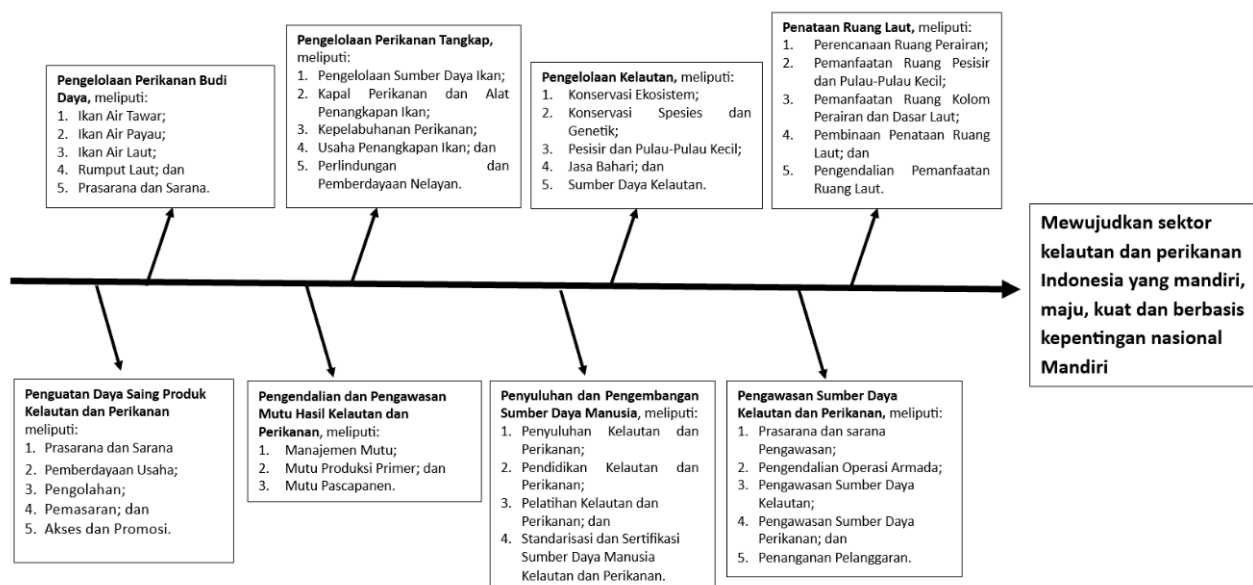 Pengelolaan Perikanan Budi
Daya, meliputi:
1. Ikan Air Tawar;
2. Ikan Air Payau;
3. Ikan Air Laut;
4. Rumput Laut; dan
5. Prasarana dan Sarana.
Pengelolaan Perikanan Tangkap,
meliputi:
1. Pengelolaan Sumber Daya Ikan;
2. Kapal Perikanan dan Alat
Penangkapan Ikan;
3. Kepelabuhanan Perikanan;
4. Usaha Penangkapan Ikan; dan
5. Perlindungan dan
Pemberdayaan Nelayan.
Pengelolaan Kelautan, meliputi:
1. Konservasi Ekosistem;
2. Konservasi Spesies dan
Genetik;
3. Pesisir dan Pulau-Pulau Kecil;
4. Jasa Bahari; dan
5. Sumber Daya Kelautan.
Penataan Ruang Laut, meliputi:
1. Perencanaan Ruang Perairan;
2. Pemanfaatan Ruang Pesisir
dan Pulau-Pulau Kecil;
3. Pemanfaatan Ruang Kolom
Perairan dan Dasar Laut;
4. Pembinaan Penataan Ruang
Laut; dan
5. Pengendalian Pemanfaatan
Ruang Laut.
Mewujudkan sektor
kelautan dan perikanan
Indonesia yang mandiri,
maju, kuat dan berbasis
kepentingan nasional
Mandiri
Penguatan Daya Saing Produk
Kelautan dan Perikanan
meliputi:
1. Prasarana dan Sarana
2. Pemberdayaan Usaha;
3. Pengolahan;
4. Pemasaran; dan
5. Akses dan Promosi.
Pengendalian dan Pengawasan
Mutu Hasil Kelautan dan
Perikanan, meliputi:
1. Manajemen Mutu;
2. Mutu Produksi Primer; dan
3. Mutu Pascapanen.
Penyuluhan dan Pengembangan
Sumber Daya Manusia, meliputi:
1. Penyuluhan Kelautan dan
Perikanan;
2. Pendidikan Kelautan dan
Perikanan;
3. Pelatihan Kelautan dan
Perikanan; dan
4. Standarisasi dan Sertifikasi
Sumber Daya Manusia
Kelautan dan Perikanan.
Pengawasan Sumber Daya
Kelautan dan Perikanan, meliputi:
1. Prasarana dan sarana
Pengawasan;
2. Pengendalian Operasi Armada;
3. Pengawasan Sumber Daya
Kelautan;
4. Pengawasan Sumber Daya
Perikanan; dan
5. Penanganan Pelanggaran.